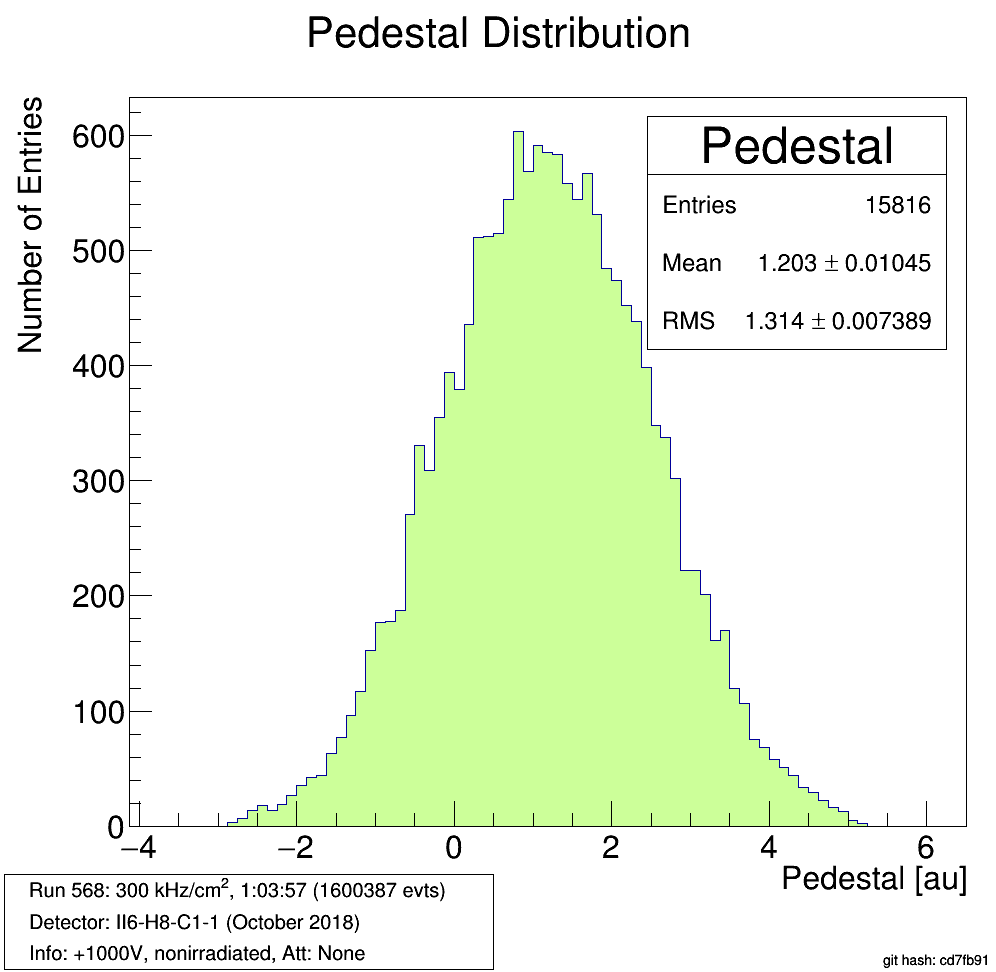 Pedestal Distribution
Number of Entries
600
500
400
300
200
100
0
Pedestal
Entries 15816
Mean 1.203 ± 0.01045
RMS 1.314 ± 0.007389
−4 −2 0 2 4 6
Pedestal [au]
Run 568: 300 kHz/cm², 1:03:57 (1600387 evts)
Detector: II6-H8-C1-1 (October 2018)
Info: +1000V, nonirradiated, Att: None
git hash: cd7fb91